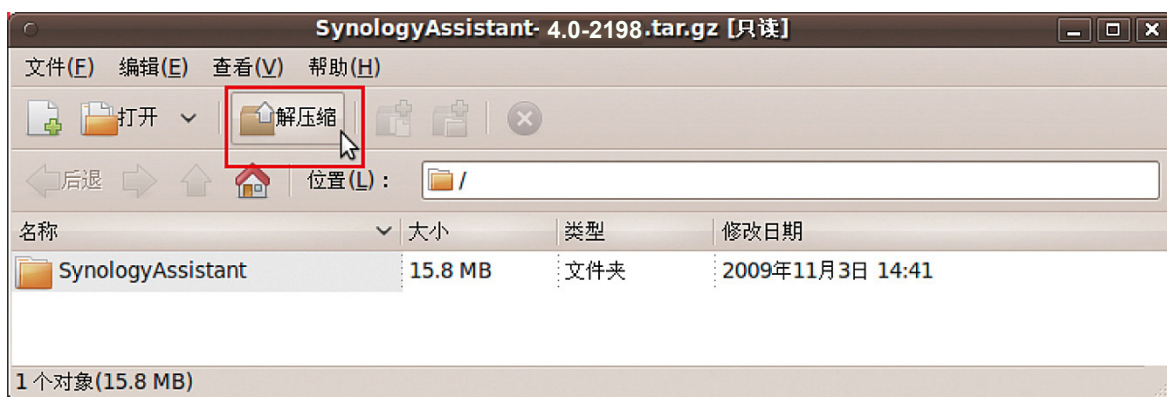 SynologyAssistant- 4.0-2198.tar.gz [只读]
文件(F) 编辑(E) 查看(V) 帮助(H)
打开 解压缩
后退 位置(L)： /
名称 大小 类型 修改日期
SynologyAssistant 15.8 MB 文件夹 2009年11月3日 14:41
1 个对象(15.8 MB)